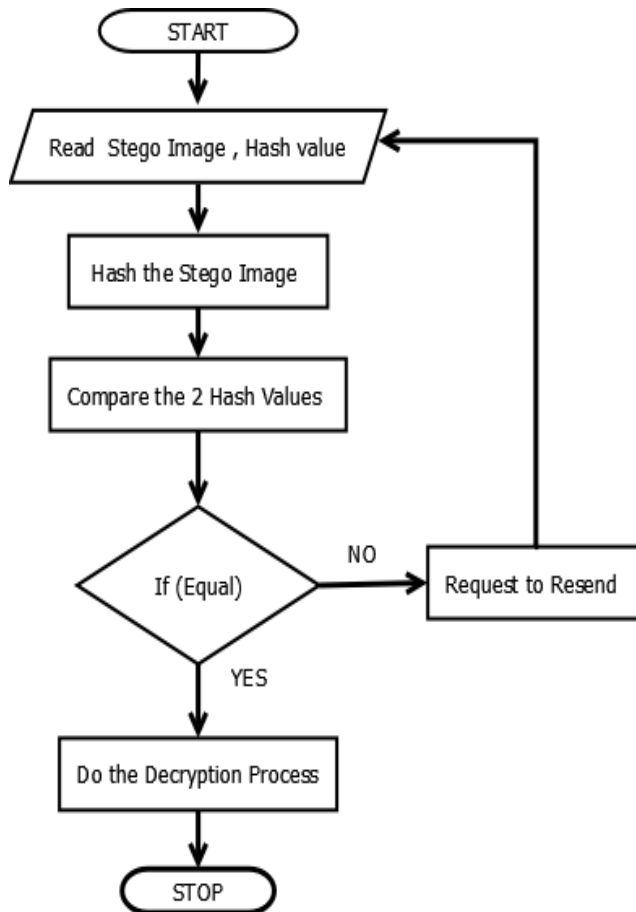 START
Read Stego Image , Hash value
Hash the Stego Image
Compare the 2 Hash Values
If (Equal)
NO
Request to Resend
YES
Do the Decryption Process
STOP